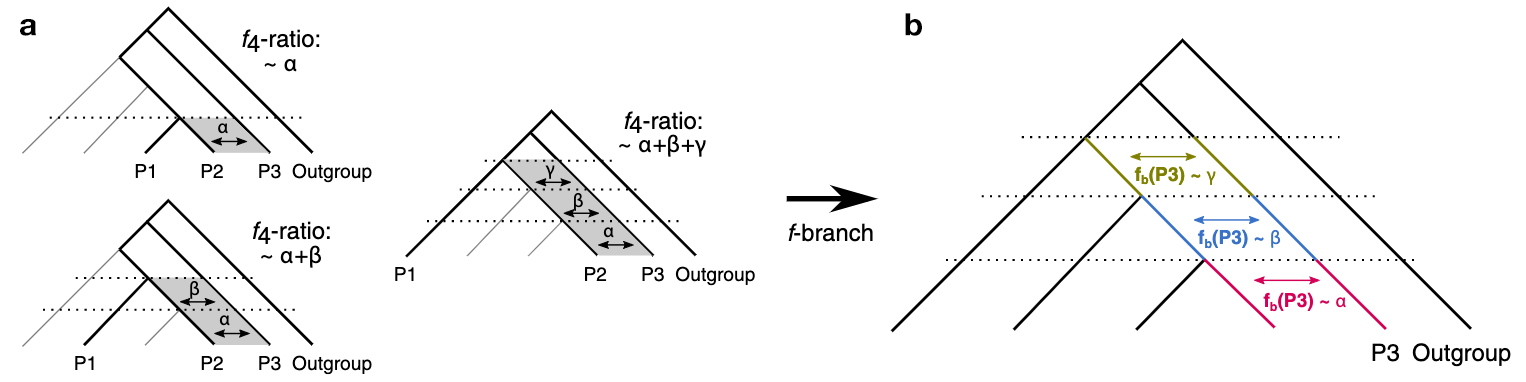 a
f4-ratio:
~ α
α
P1 P2 P3 Outgroup
f4-ratio:
~ α+β
β
α
P1 P2 P3 Outgroup
f4-ratio:
~ α+β+γ
γ
β
α
P1 P2 P3 Outgroup
f-branch
b
fb(P3) ~ γ
fb(P3) ~ β
fb(P3) ~ α
P3 Outgroup